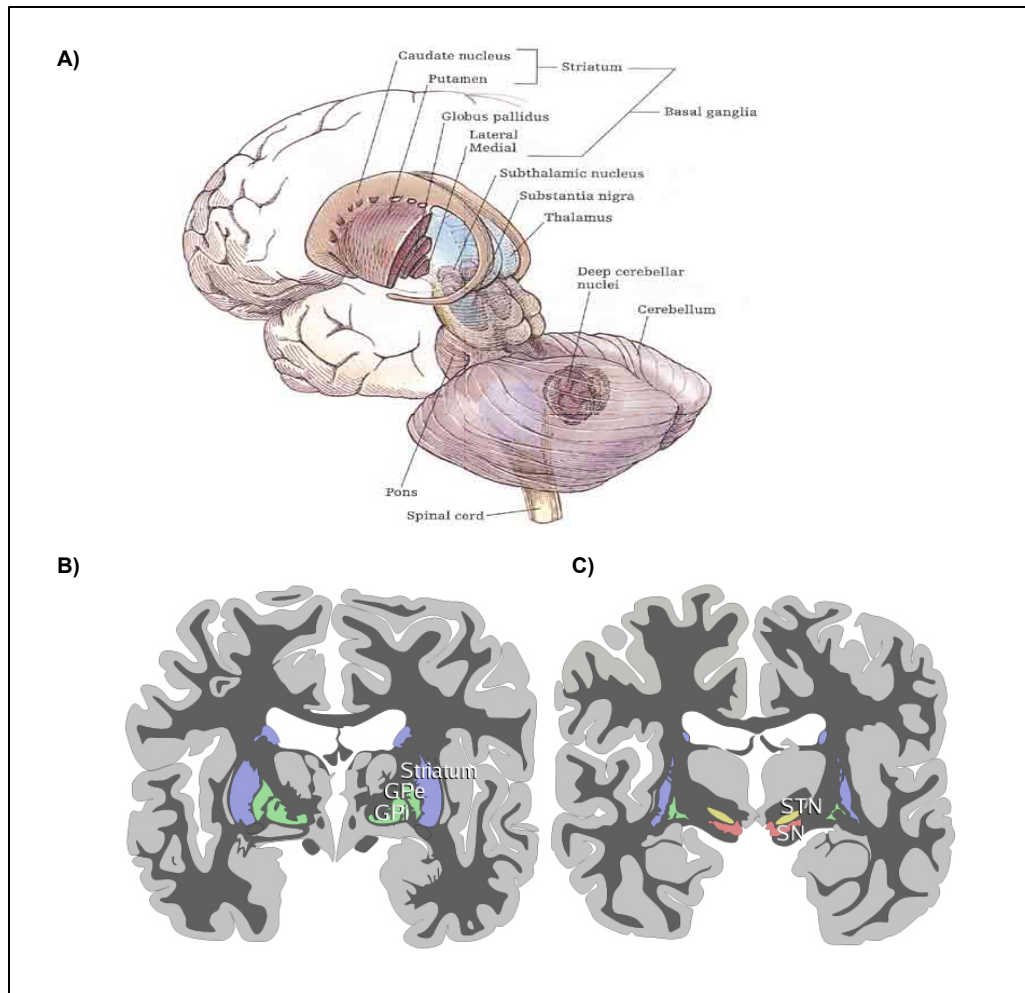 A)
Caudate nucleus
Striatum
Putamen
Basal ganglia
Globus pallidus
Lateral
Medial
Subthalamic nucleus
Substantia nigra
Thalamus
Deep cerebellar
nuclei
Cerebellum
Pons
Spinal cord
B)
C)
Striatum
GPe
GPi
STN
SN